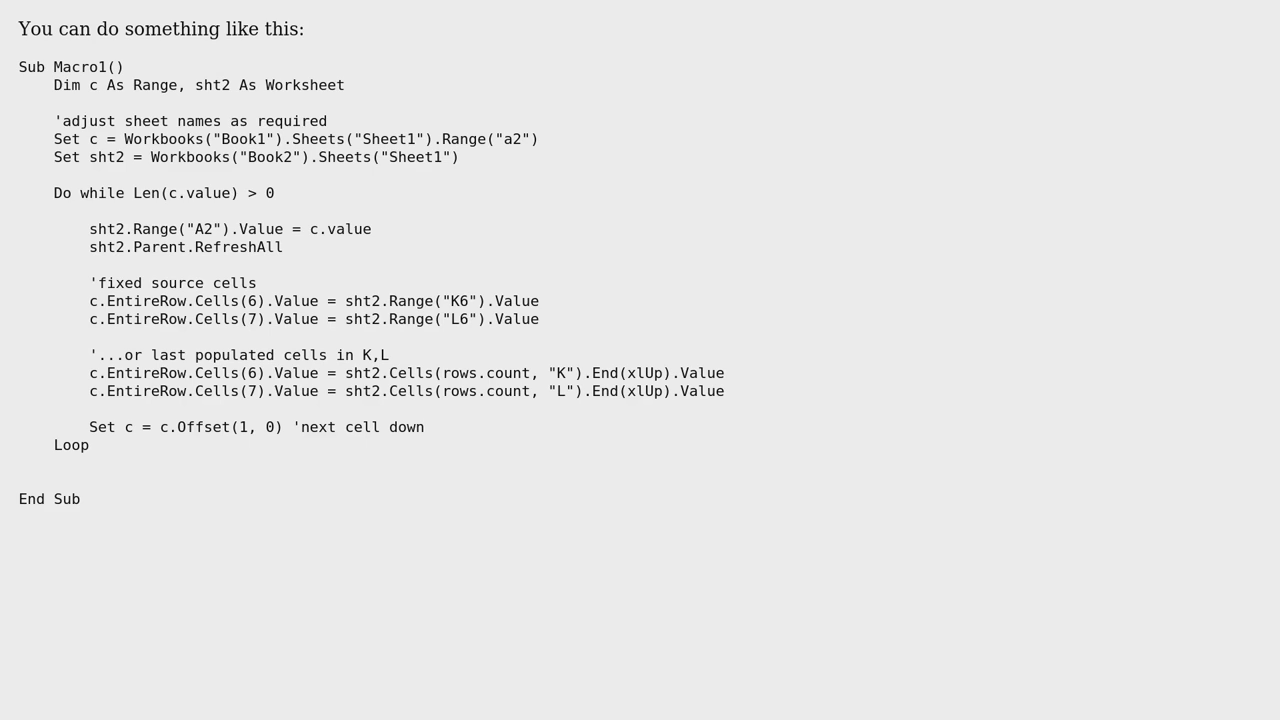 You can do something like this:
Sub Macro1()
    Dim c As Range, sht2 As Worksheet

    'adjust sheet names as required
    Set c = Workbooks("Book1").Sheets("Sheet1").Range("a2")
    Set sht2 = Workbooks("Book2").Sheets("Sheet1")

    Do while Len(c.value) > 0

        sht2.Range("A2").Value = c.value
        sht2.Parent.RefreshAll

        'fixed source cells
        c.EntireRow.Cells(6).Value = sht2.Range("K6").Value
        c.EntireRow.Cells(7).Value = sht2.Range("L6").Value

        '...or last populated cells in K,L
        c.EntireRow.Cells(6).Value = sht2.Cells(rows.count, "K").End(xlUp).Value
        c.EntireRow.Cells(7).Value = sht2.Cells(rows.count, "L").End(xlUp).Value

        Set c = c.Offset(1, 0) 'next cell down
    Loop


End Sub